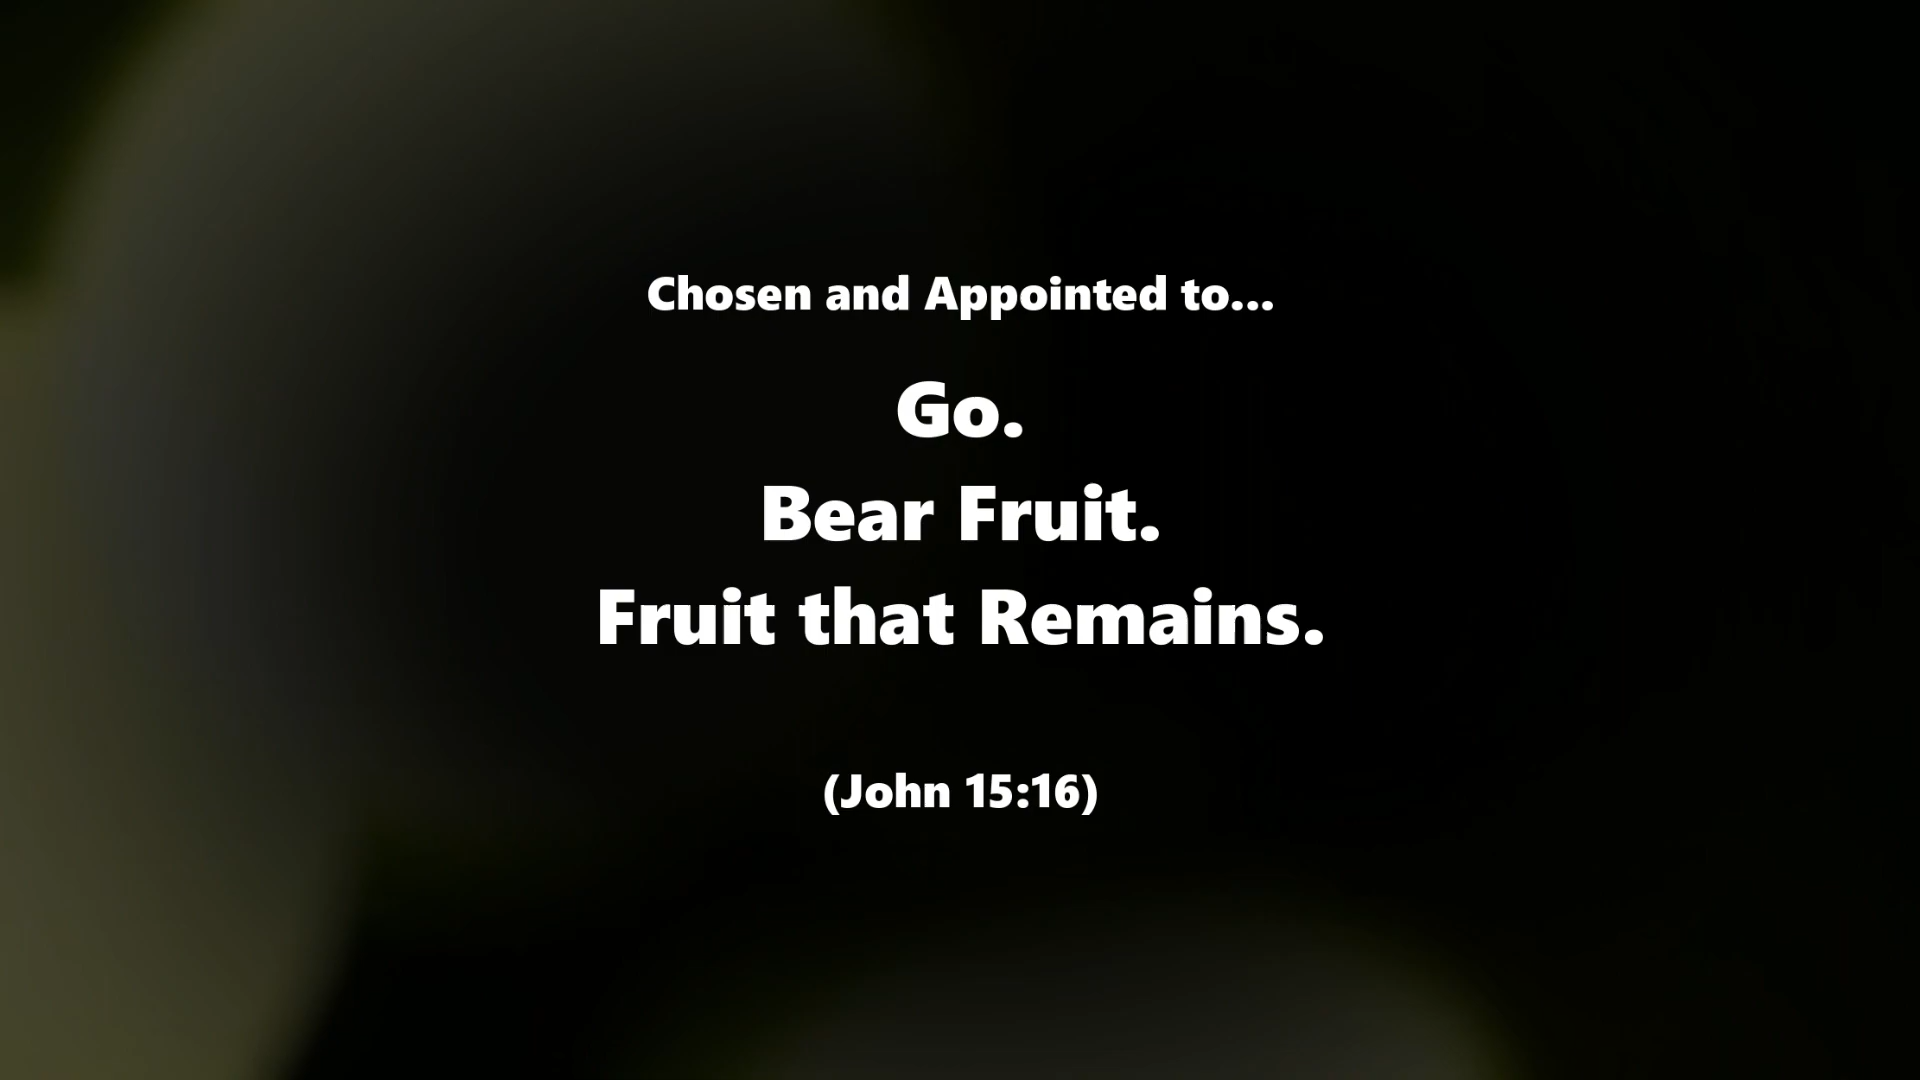 Chosen and Appointed to...
Go.
Bear Fruit.
Fruit that Remains.
(John 15:16)